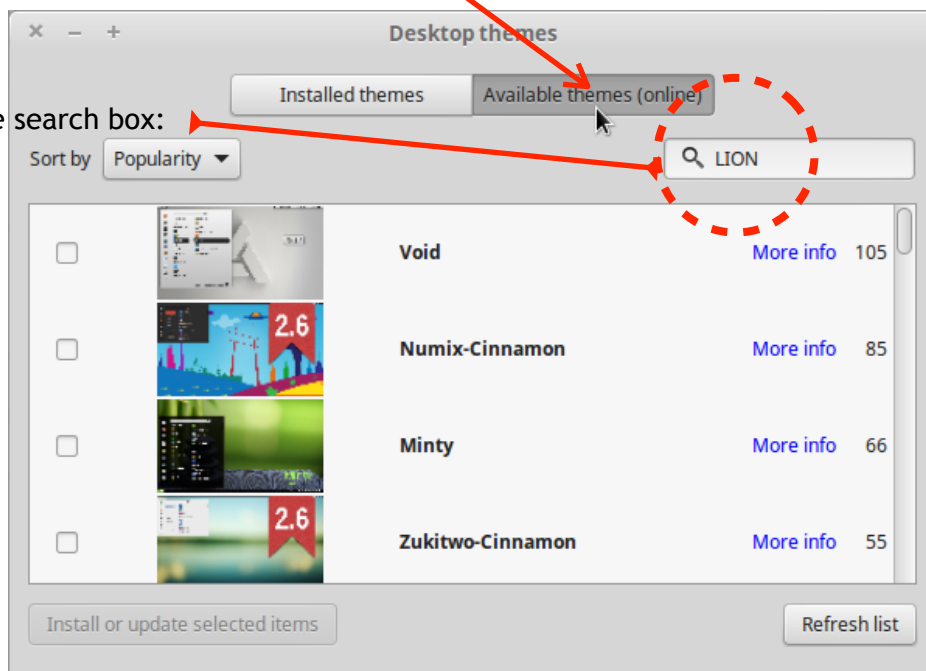 Desktop themes
Installed themes Available themes (online)
e search box:
Sort by Popularity LION
Void More info 105
2.6
Numix-Cinnamon More info 85
Minty More info 66
2.6
Zukitwo-Cinnamon More info 55
Install or update selected items Refresh list